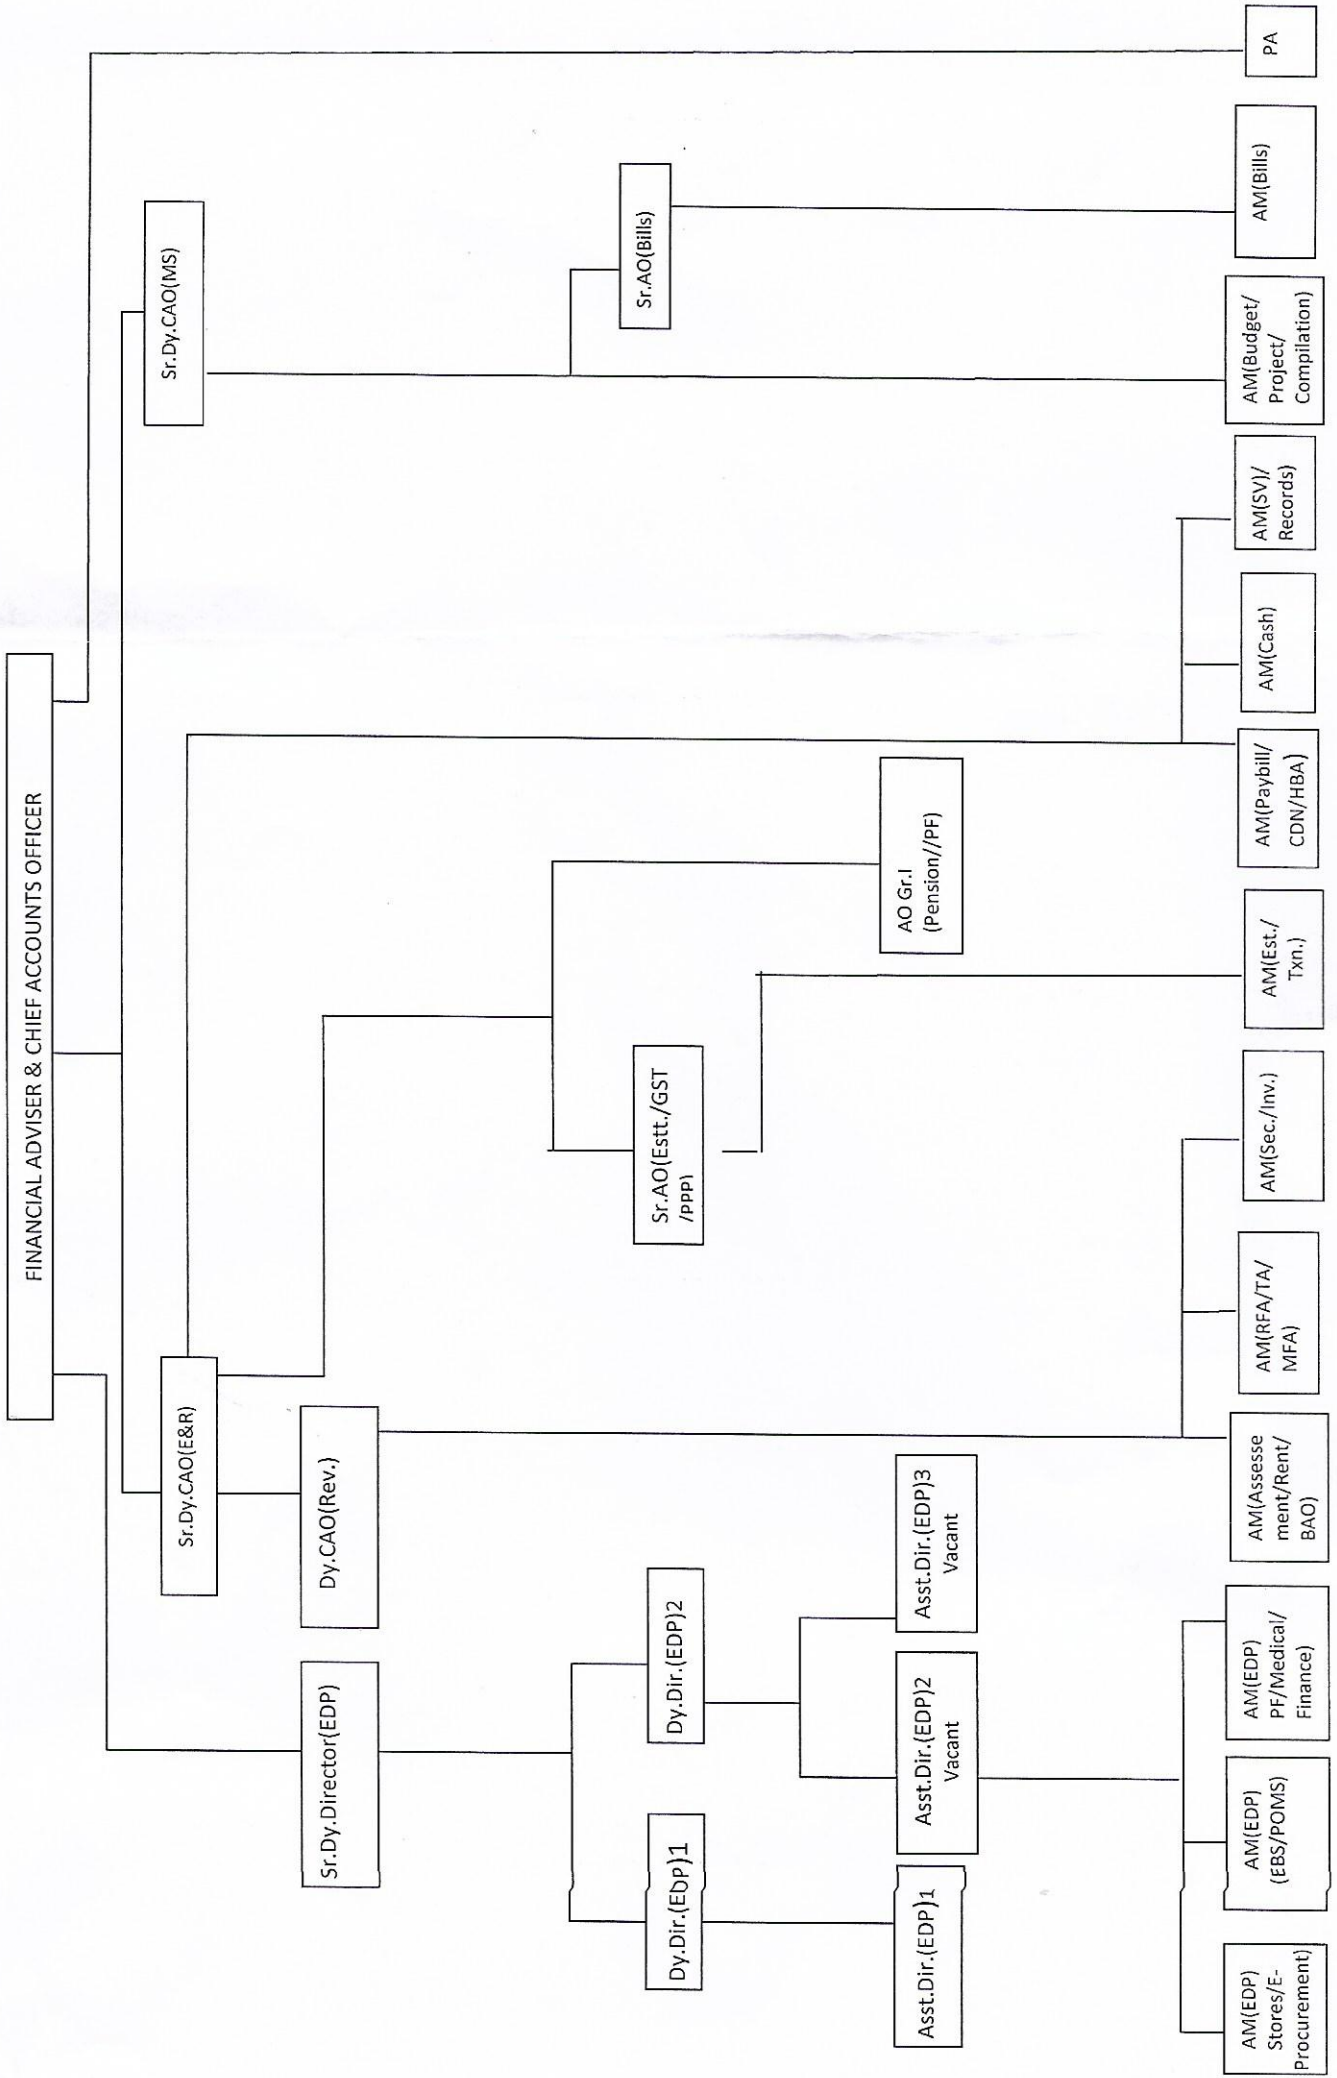 FINANCIAL ADVISER & CHIEF ACCOUNTS OFFICER
Sr.Dy.CAO(E&R)
Sr.Dy.CAO(MS)
Sr.Dy.Director(EDP)
Dy.CAO(Rev.)
Dy.Dir.(EDP)1
Dy.Dir.(EDP)2
Sr.AO(Estt./GST
/PPP)
Sr.AO(Bills)
Asst.Dir.(EDP)1
Asst.Dir.(EDP)2
Vacant
Asst.Dir.(EDP)3
Vacant
AO Gr.I
(Pension//PF)
AM(EDP)
Stores/E-
Procurement)
AM(EDP)
(EBS/POMS)
AM(EDP)
PF/Medical/
Finance)
AM(Assesse
ment/Rent/
BAO)
AM(RFA/TA/
MFA)
AM(Sec./Inv.)
AM(Est./
Txn.)
AM(Paybill/
CDN/HBA)
AM(Cash)
AM(SV)/
Records)
AM(Budget/
Project/
Compilation)
AM(Bills)
PA